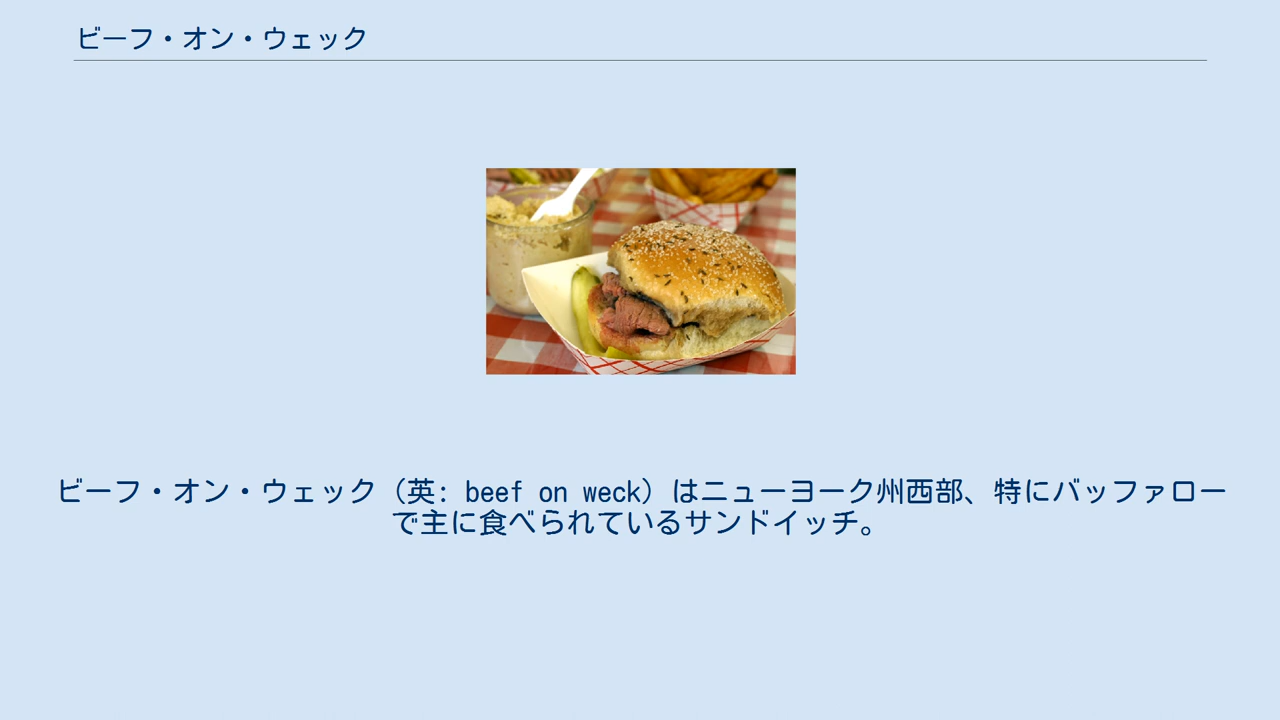 ビーフ・オン・ウェック
ビーフ・オン・ウェック（英: beef on weck）はニューヨーク州西部、特にバッファロー
で主に食べられているサンドイッチ。